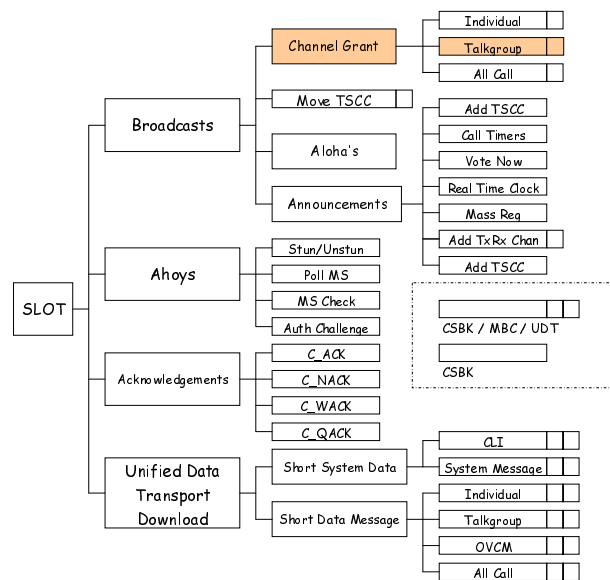 SLOT
Broadcasts
Channel Grant
Individual
Talkgroup
All Call
Move TSCC
Aloha's
Announcements
Add TSCC
Call Timers
Vote Now
Real Time Clock
Mass Reg
Add TxRx Chan
Add TSCC
Ahoys
Stun/Unstun
Poll MS
MS Check
Auth Challenge
CSBK / MBC / UDT
CSBK
Acknowledgements
C_ACK
C_NACK
C_WACK
C_QACK
Unified Data
Transport
Download
Short System Data
CLI
System Message
Short Data Message
Individual
Talkgroup
OVCM
All Call